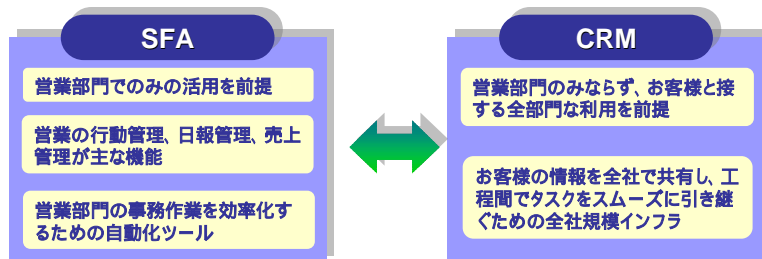 SFA
営業部門でのみの活用を前提
営業の行動管理、日報管理、売上
管理が主な機能
営業部門の事務作業を効率化す
るための自動化ツール
CRM
営業部門のみならず、お客様と接
する全部門な利用を前提
お客様の情報を全社で共有し、工
程間でタスクをスムーズに引き継
ぐための全社規模インフラ